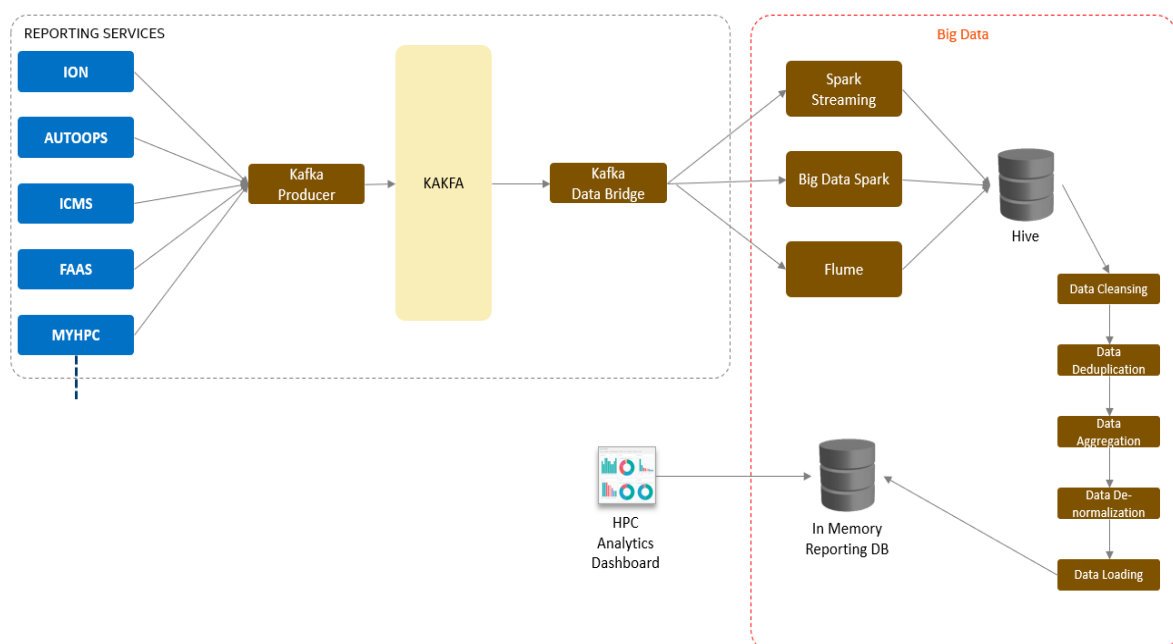 REPORTING SERVICES
ION
AUTOOPS
ICMS
FAAS
MYHPC
Kafka
Producer
KAKFA
Kafka
Data Bridge
Big Data
Spark
Streaming
Big Data Spark
Flume
Hive
Data Cleansing
Data
Deduplication
Data
Aggregation
Data De-
normalization
Data Loading
In Memory
Reporting DB
HPC
Analytics
Dashboard